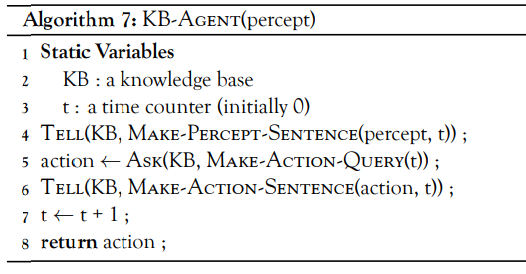 Algorithm 7: KB-AGENT(percept)
1 Static Variables
2 KB : a knowledge base
3 t : a time counter (initially 0)
4 TELL(KB, MAKE-PERCEPT-SENTENCE(percept, t)) ;
5 action ← ASK(KB, MAKE-ACTION-QUERY(t)) ;
6 TELL(KB, MAKE-ACTION-SENTENCE(action, t)) ;
7 t ← t + 1 ;
8 return action ;